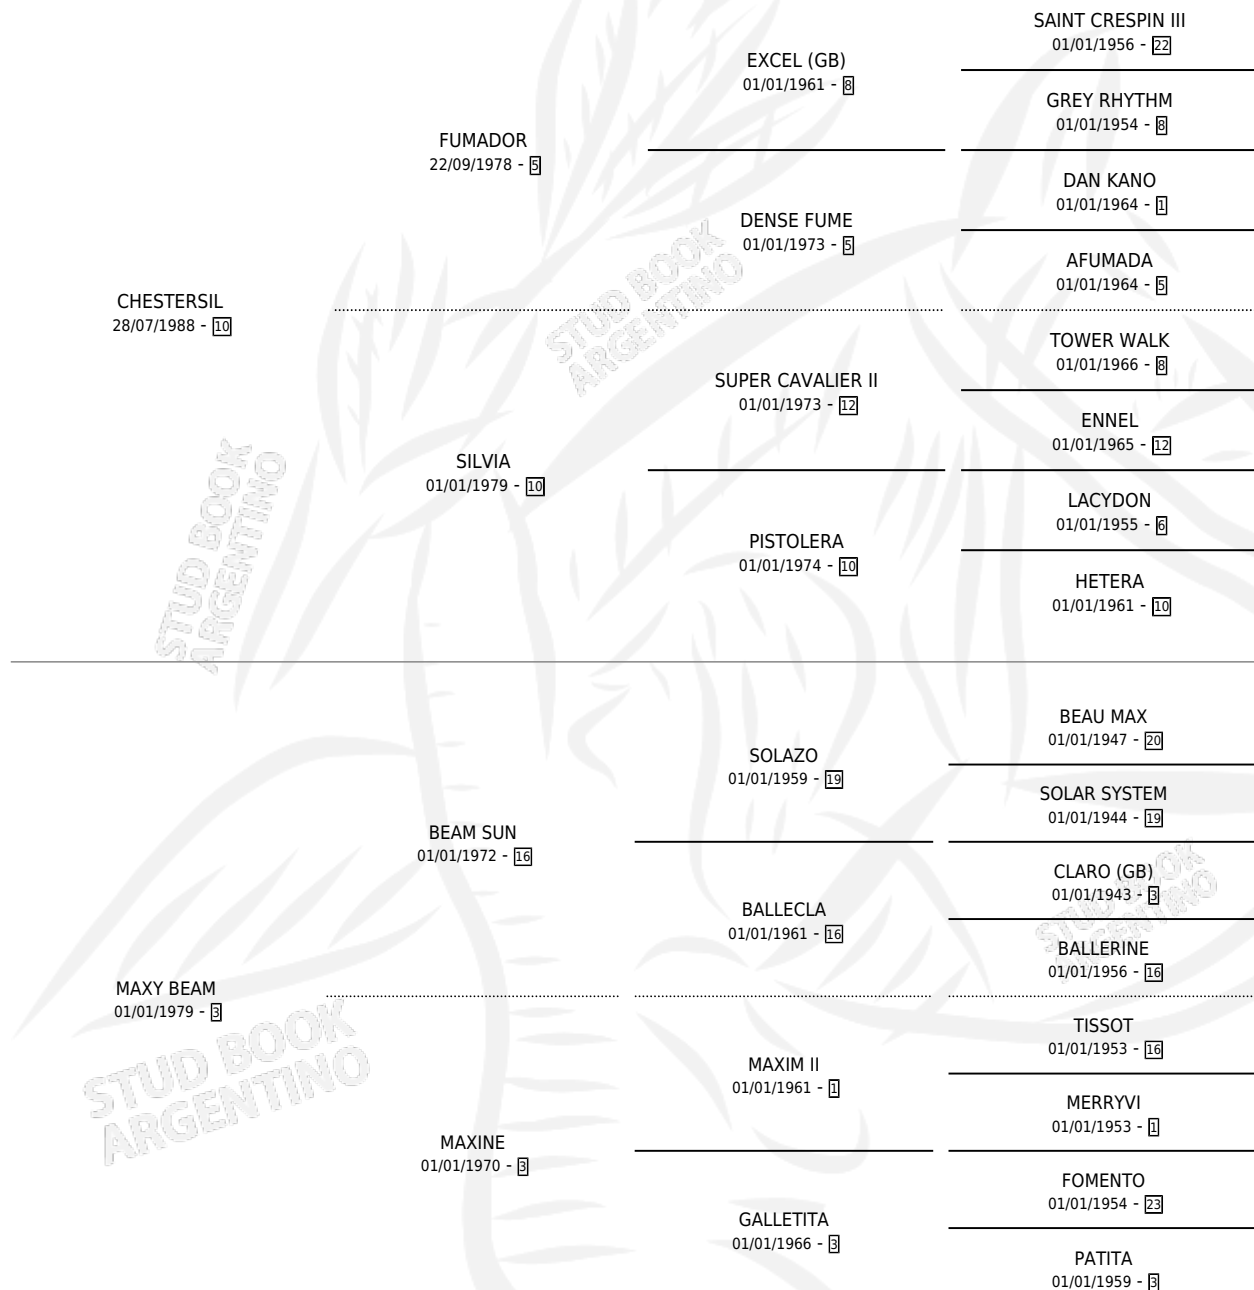 SAINT CRESPIN III
01/01/1956 - 22
EXCEL (GB)
01/01/1961 - 8
GREY RHYTHM
01/01/1954 - 8
FUMADOR
22/09/1978 - 5
DAN KANO
01/01/1964 - 1
DENSE FUME
01/01/1973 - 5
AFUMADA
01/01/1964 - 5
CHESTERSIL
28/07/1988 - 10
STUD BOOK
ARGENTINO
TOWER WALK
01/01/1966 - 8
SUPER CAVALIER II
01/01/1973 - 12
ENNEL
01/01/1965 - 12
SILVIA
01/01/1979 - 10
LACYDON
01/01/1955 - 6
PISTOLERA
01/01/1974 - 10
HETERA
01/01/1961 - 10
STUD BOOK
ARGENTINO
BEAU MAX
01/01/1947 - 20
SOLAZO
01/01/1959 - 19
SOLAR SYSTEM
01/01/1944 - 19
BEAM SUN
01/01/1972 - 16
CLARO (GB)
01/01/1943 - 3
BALLECLA
01/01/1961 - 16
BALLERINE
01/01/1956 - 16
STUD BOOK
ARGENTINO
MAXY BEAM
01/01/1979 - 3
TISSOT
01/01/1953 - 16
MAXIM II
01/01/1961 - 1
MERRYVI
01/01/1953 - 1
STUD BOOK
ARGENTINO
MAXINE
01/01/1970 - 3
FOMENTO
01/01/1954 - 23
GALLETITA
01/01/1966 - 3
PATITA
01/01/1959 - 3